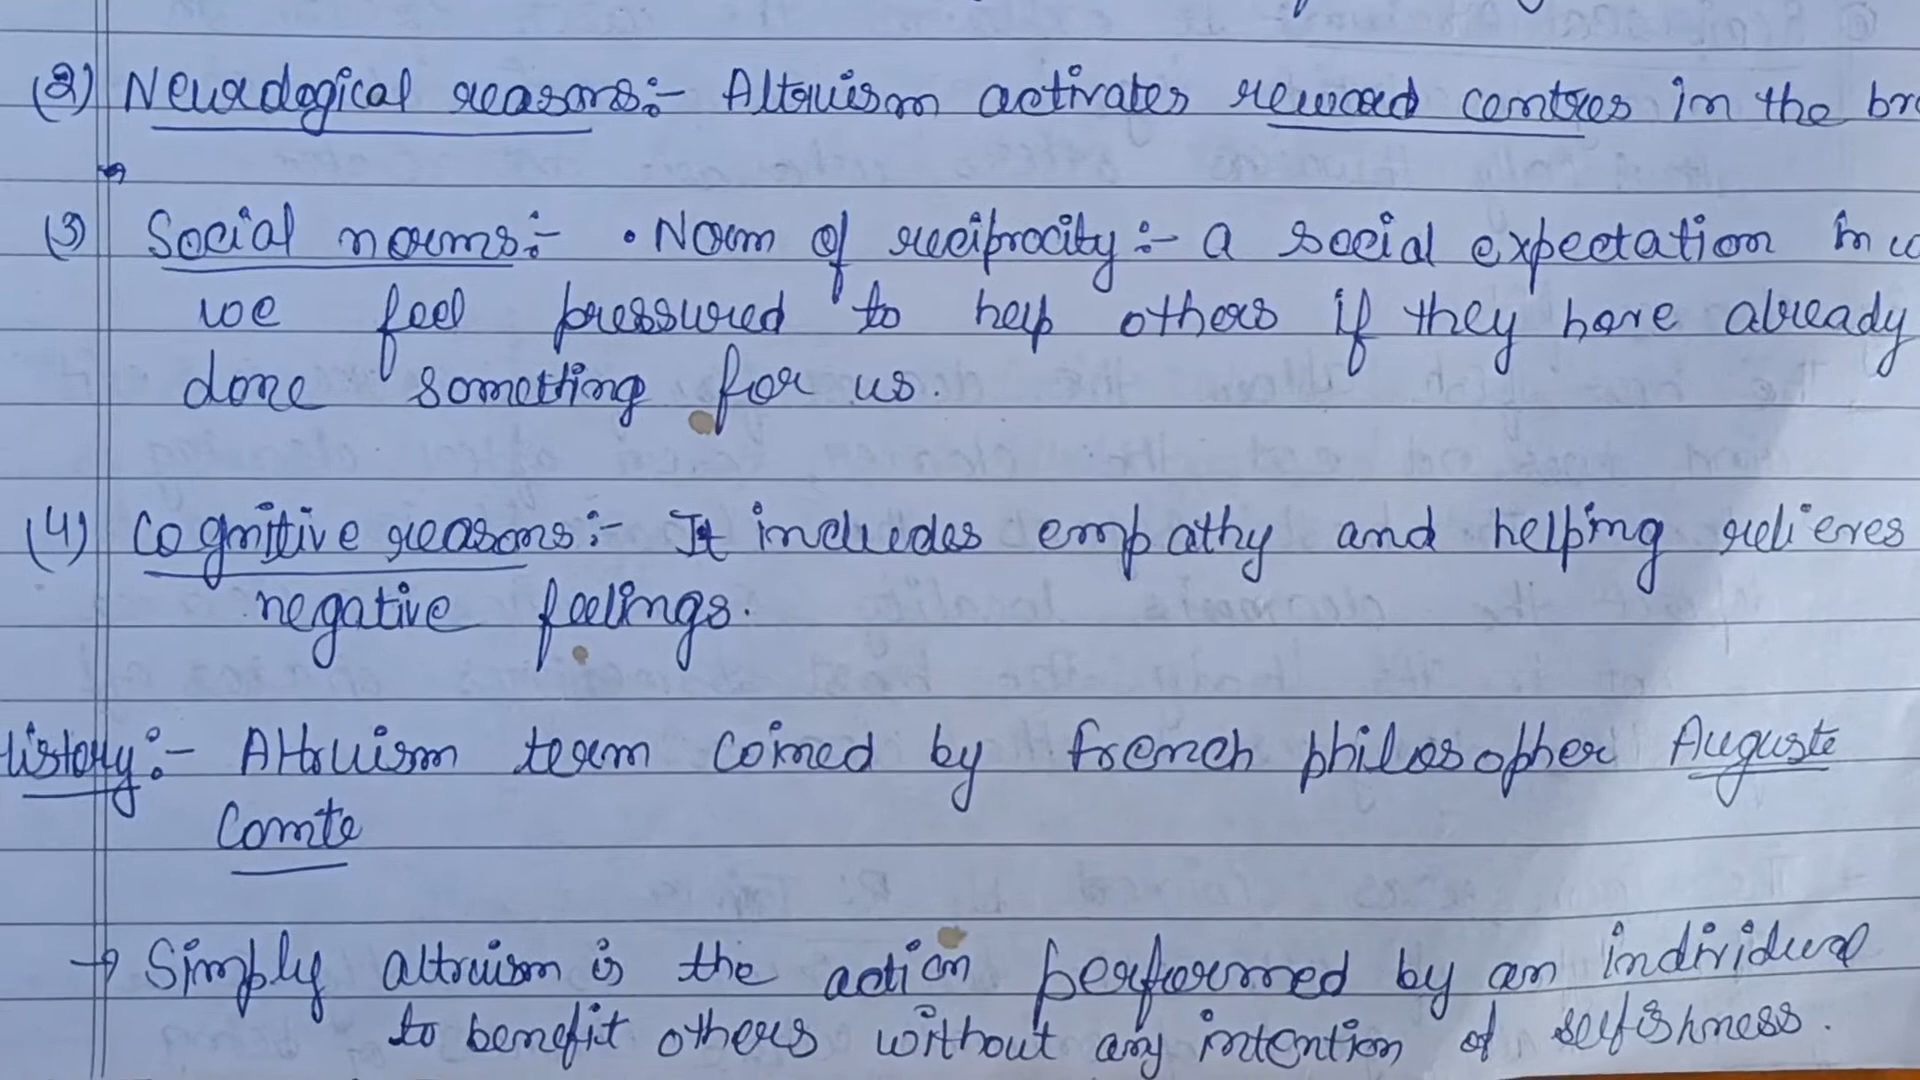 (2) Neurological reasons:- Altruism activates reward centres in the bra
(3) Social norms:- • Norm of reciprocity:- a social expectation in w
we feel pressured to help others if they have already
done something for us.
(4) Cognitive reasons:- It includes empathy and helping relieves
negative feelings.
History:- Altruism term coined by french philosopher Auguste
Comte
→ Simply altruism is the action performed by an individual
to benefit others without any intention of selfishness.